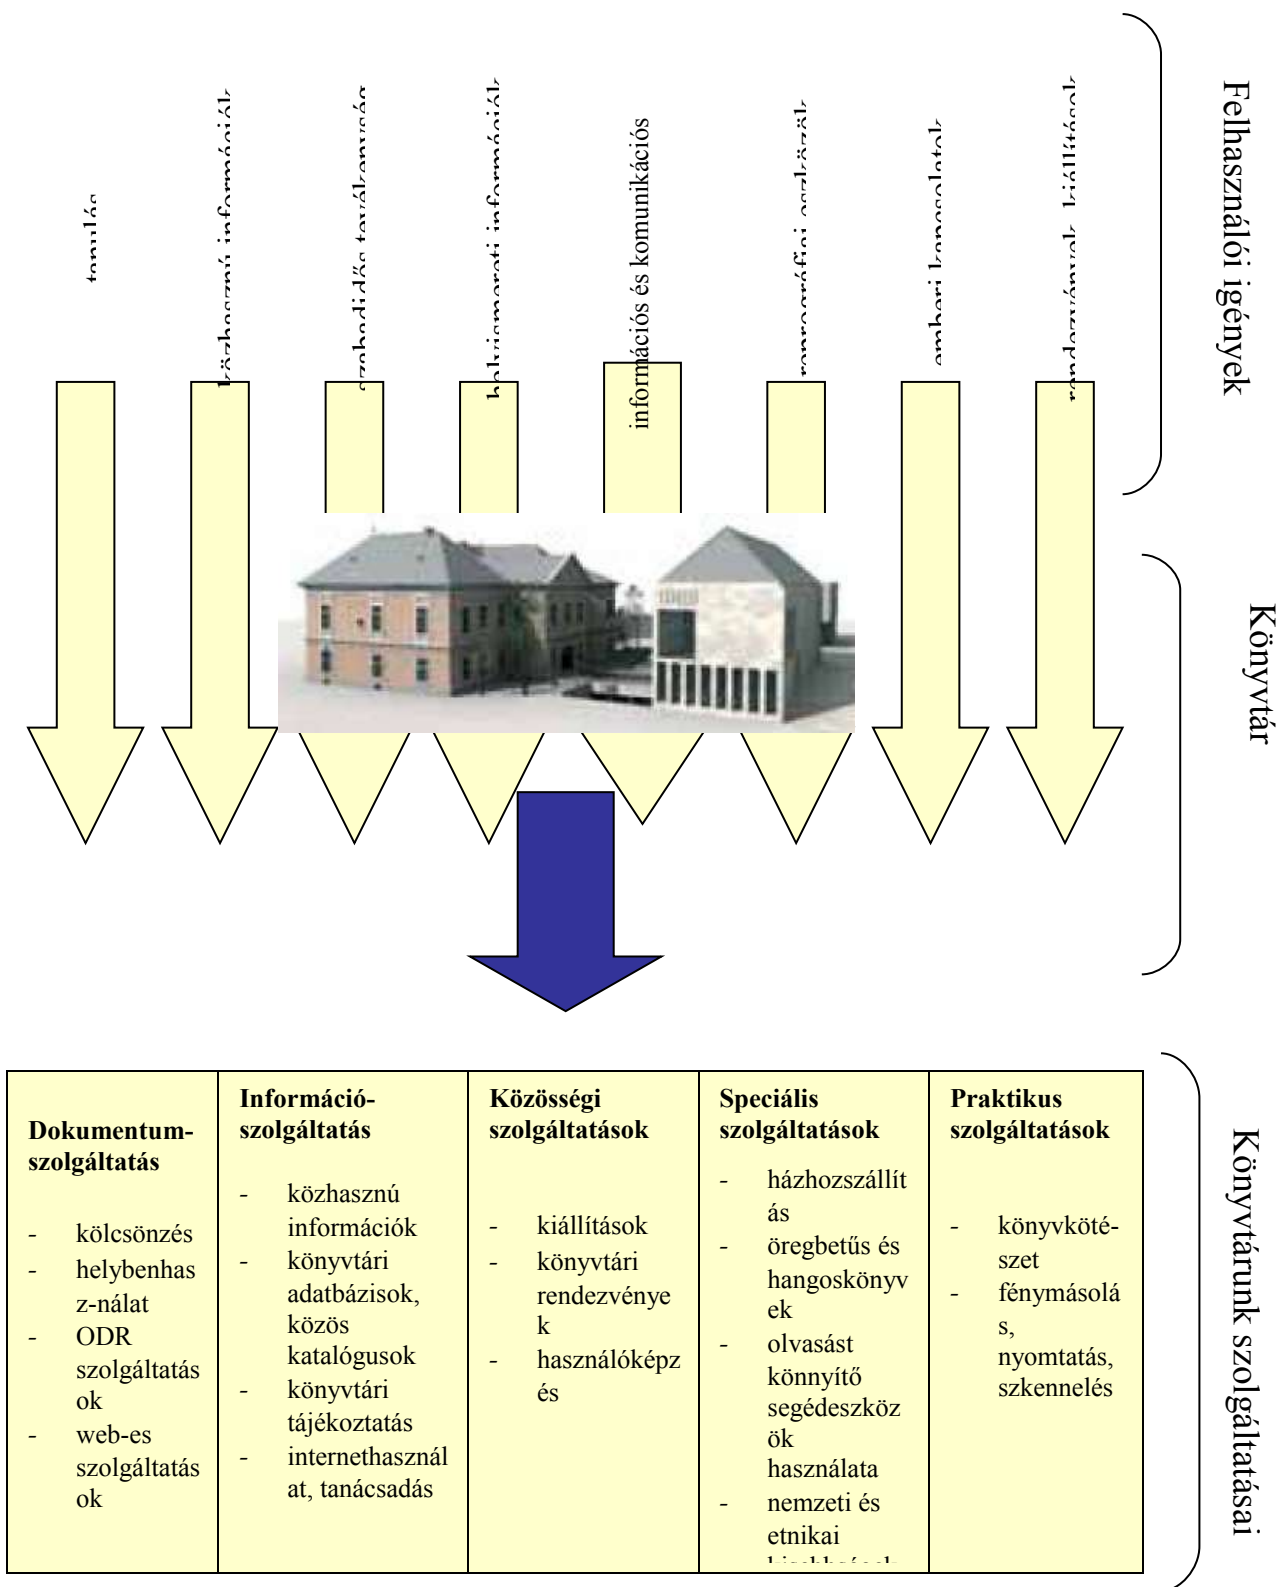 tanulás
közhasznú információk
szabadidős tevékenység
helyismereti információk
információs és komunikációs
reprográfiai eszközök
emberi kapcsolatok
rendezvények, kiállítások
Felhasználói igények
Könyvtár
Dokumentum-
szolgáltatás
- kölcsönzés
- helybenhas
z-nálat
- ODR
szolgáltatás
ok
- web-es
szolgáltatás
ok
Információ-
szolgáltatás
- közhasznú
információk
- könyvtári
adatbázisok,
közös
katalógusok
- könyvtári
tájékoztatás
- internethasznál
at, tanácsadás
Közösségi
szolgáltatások
- kiállítások
- könyvtári
rendezvénye
k
- használóképz
és
Speciális
szolgáltatások
- házhozszállít
ás
- öregbetűs és
hangoskönyv
ek
- olvasást
könnyítő
segédeszköz
ök
használata
- nemzeti és
etnikai
Praktikus
szolgáltatások
- könyvköté-
szet
- fénymásolá
s,
nyomtatás,
szkennelés
Könyvtárunk szolgáltatásai